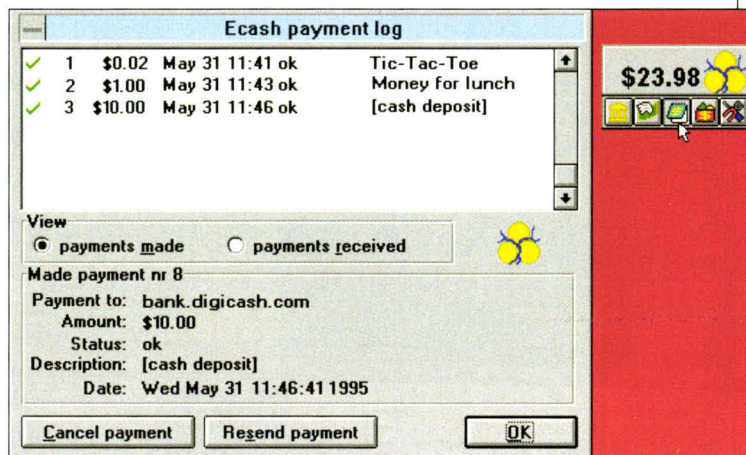 Ecash payment log
1 $0.02 May 31 11:41 ok Tic-Tac-Toe
2 $1.00 May 31 11:43 ok Money for lunch
3 $10.00 May 31 11:46 ok [cash deposit]
$23.98
View
payments made payments received
Made payment nr 8
Payment to: bank.digicash.com
Amount: $10.00
Status: ok
Description: [cash deposit]
Date: Wed May 31 11:46:41 1995
Cancel payment Resend payment OK